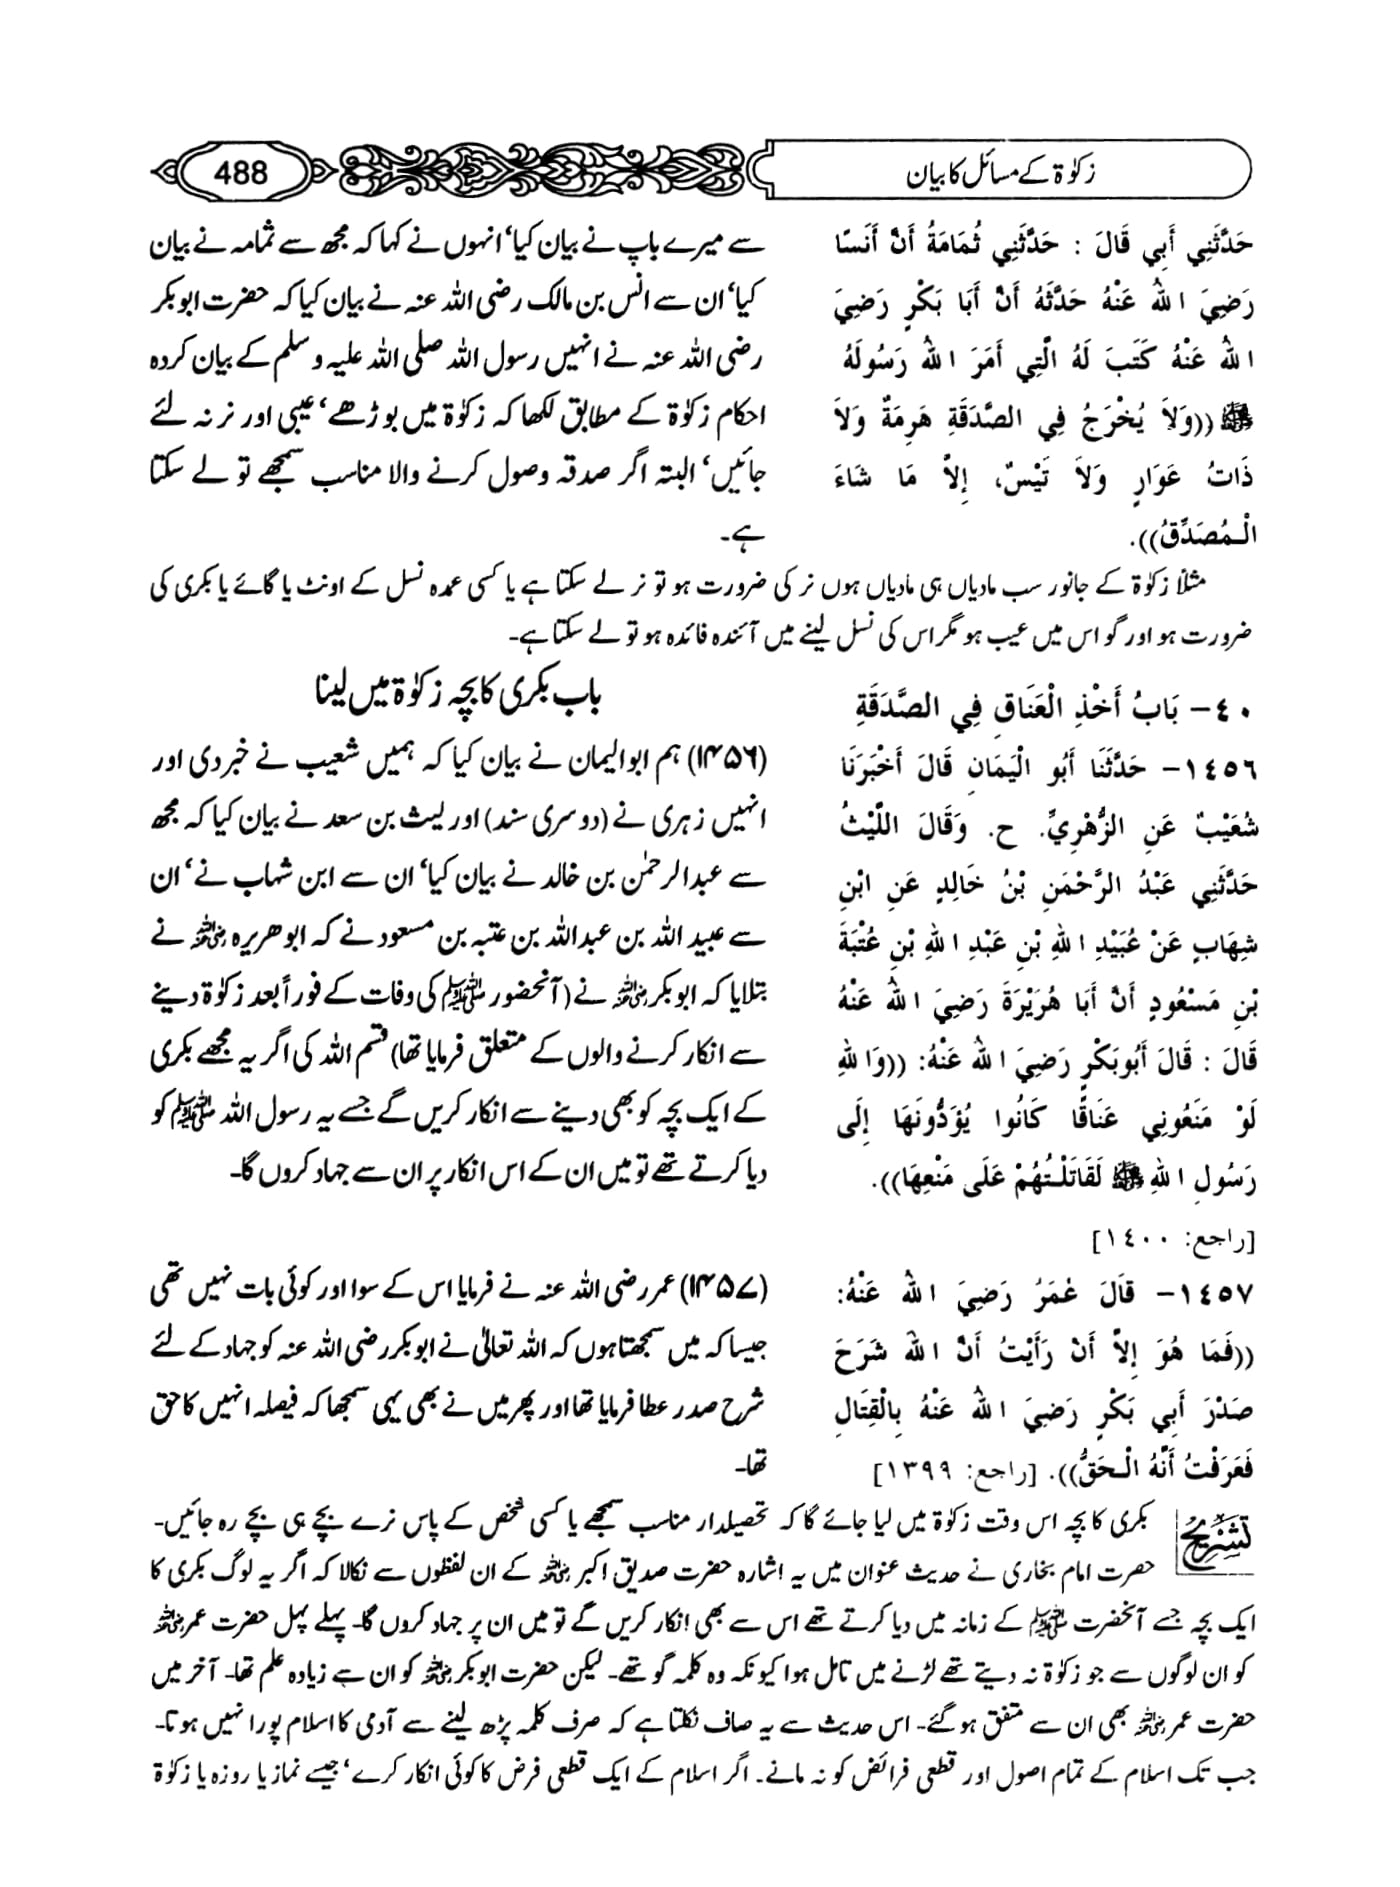 زکوٰۃ کے مسائل کا بیان
488
حَدَّثَنِي أَبِي قَالَ : حَدَّثَنِي ثُمَامَةُ أَنَّ أَنَسًا
رَضِيَ اللهُ عَنْهُ حَدَّثَهُ أَنَّ أَبَا بَكْرٍ رَضِيَ
اللهُ عَنْهُ كَتَبَ لَهُ الَّتِي أَمَرَ اللهُ رَسُولَهُ
ﷺ ((وَلاَ يُخْرَجُ فِي الصَّدَقَةِ هَرِمَةٌ وَلاَ
ذَاتُ عَوَارٍ وَلاَ تَيْسٌ، إِلاَّ مَا شَاءَ
الْمُصَدِّقُ)).
سے میرے باپ نے بیان کیا‘ انہوں نے کہا کہ مجھ سے ثمامہ نے بیان
کیا‘ ان سے انس بن مالک رضی اللہ عنہ نے بیان کیا کہ حضرت ابوبکر
رضی اللہ عنہ نے انہیں رسول اللہ صلی اللہ علیہ وسلم کے بیان کردہ
احکام زکوٰۃ کے مطابق لکھا کہ زکوٰۃ میں بوڑھے‘ عیبی اور نر نہ لئے
جائیں‘ البتہ اگر صدقہ وصول کرنے والا مناسب سمجھے تو لے سکتا
ہے۔
مثلاً زکوٰۃ کے جانور سب مادیاں ہی مادیاں ہوں نر کی ضرورت ہو تو نر لے سکتا ہے یا کسی عمدہ نسل کے اونٹ یا گائے یا بکری کی
ضرورت ہو اور گو اس میں عیب ہو مگر اس کی نسل لینے میں آئندہ فائدہ ہو تو لے سکتا ہے۔
٤٠- بَابُ أَخْذِ الْعَنَاقِ فِي الصَّدَقَةِ
باب بکری کا بچہ زکوٰۃ میں لینا
١٤٥٦- حَدَّثَنَا أَبُو الْيَمَانِ قَالَ أَخْبَرَنَا
شُعَيْبٌ عَنِ الزُّهْرِيِّ. ح. وَقَالَ اللَّيْثُ
حَدَّثَنِي عَبْدُ الرَّحْمَنِ بْنُ خَالِدٍ عَنِ ابْنِ
شِهَابٍ عَنْ عُبَيْدِ اللهِ بْنِ عَبْدِ اللهِ بْنِ عُتْبَةَ
بْنِ مَسْعُودٍ أَنَّ أَبَا هُرَيْرَةَ رَضِيَ اللهُ عَنْهُ
قَالَ : قَالَ أَبُوبَكْرٍ رَضِيَ اللهُ عَنْهُ: ((وَاللهِ
لَوْ مَنَعُونِي عَنَاقًا كَانُوا يُؤَدُّونَهَا إِلَى
رَسُولِ اللهِ ﷺ لَقَاتَلْتُهُمْ عَلَى مَنْعِهَا)).
[راجع: ١٤٠٠]
(۱۴۵۶) ہم ابوالیمان نے بیان کیا کہ ہمیں شعیب نے خبر دی اور
انہیں زہری نے (دوسری سند) اور لیث بن سعد نے بیان کیا کہ مجھ
سے عبدالرحمٰن بن خالد نے بیان کیا‘ ان سے ابن شہاب نے‘ ان
سے عبید اللہ بن عبداللہ بن عتبہ بن مسعود نے کہ ابو ھریرہ رضی اللہ عنہ نے
بتلایا کہ ابوبکر رضی اللہ عنہ نے (آنحضور ﷺ کی وفات کے فوراً بعد زکوٰۃ دینے
سے انکار کرنے والوں کے متعلق فرمایا تھا) قسم اللہ کی اگر یہ مجھے بکری
کے ایک بچہ کو بھی دینے سے انکار کریں گے جسے یہ رسول اللہ ﷺ کو
دیا کرتے تھے تو میں ان کے اس انکار پر ان سے جہاد کروں گا۔
١٤٥٧- قَالَ عُمَرُ رَضِيَ اللهُ عَنْهُ:
((فَمَا هُوَ إِلاَّ أَنْ رَأَيْتُ أَنَّ اللهَ شَرَحَ
صَدْرَ أَبِي بَكْرٍ رَضِيَ اللهُ عَنْهُ بِالْقِتَالِ
فَعَرَفْتُ أَنَّهُ الْحَقُّ)). [راجع: ١٣٩٩]
(۱۴۵۷) عمر رضی اللہ عنہ نے فرمایا اس کے سوا اور کوئی بات نہیں تھی
جیسا کہ میں سمجھتا ہوں کہ اللہ تعالیٰ نے ابوبکر رضی اللہ عنہ کو جہاد کے لئے
شرح صدر عطا فرمایا تھا اور پھر میں نے بھی یہی سمجھا کہ فیصلہ انہیں کا حق
تھا۔
تشریح
بکری کا بچہ اس وقت زکوٰۃ میں لیا جائے گا کہ تحصیلدار مناسب سمجھے یا کسی شخص کے پاس نرے بچے ہی بچے رہ جائیں۔
حصرت امام بخاری نے حدیث عنوان میں یہ اشارہ حضرت صدیق اکبر رضی اللہ عنہ کے ان لفظوں سے نکالا کہ اگر یہ لوگ بکری کا
ایک بچہ جسے آنحضرت ﷺ کے زمانہ میں دیا کرتے تھے اس سے بھی انکار کریں گے تو میں ان پر جہاد کروں گا۔ پہلے پہل حضرت عمر رضی اللہ عنہ
کو ان لوگوں سے جو زکوٰۃ نہ دیتے تھے لڑنے میں تامل ہوا کیونکہ وہ کلمہ گو تھے۔ لیکن حضرت ابوبکر رضی اللہ عنہ کو ان سے زیادہ علم تھا۔ آخر میں
حضرت عمر رضی اللہ عنہ بھی ان سے متفق ہو گئے۔ اس حدیث سے یہ صاف نکلتا ہے کہ صرف کلمہ پڑھ لینے سے آدمی کا اسلام پورا نہیں ہوتا۔
جب تک اسلام کے تمام اصول اور قطعی فرائض کو نہ مانے۔ اگر اسلام کے ایک قطعی فرض کا کوئی انکار کرے‘ جیسے نماز یا روزہ یا زکوٰۃ